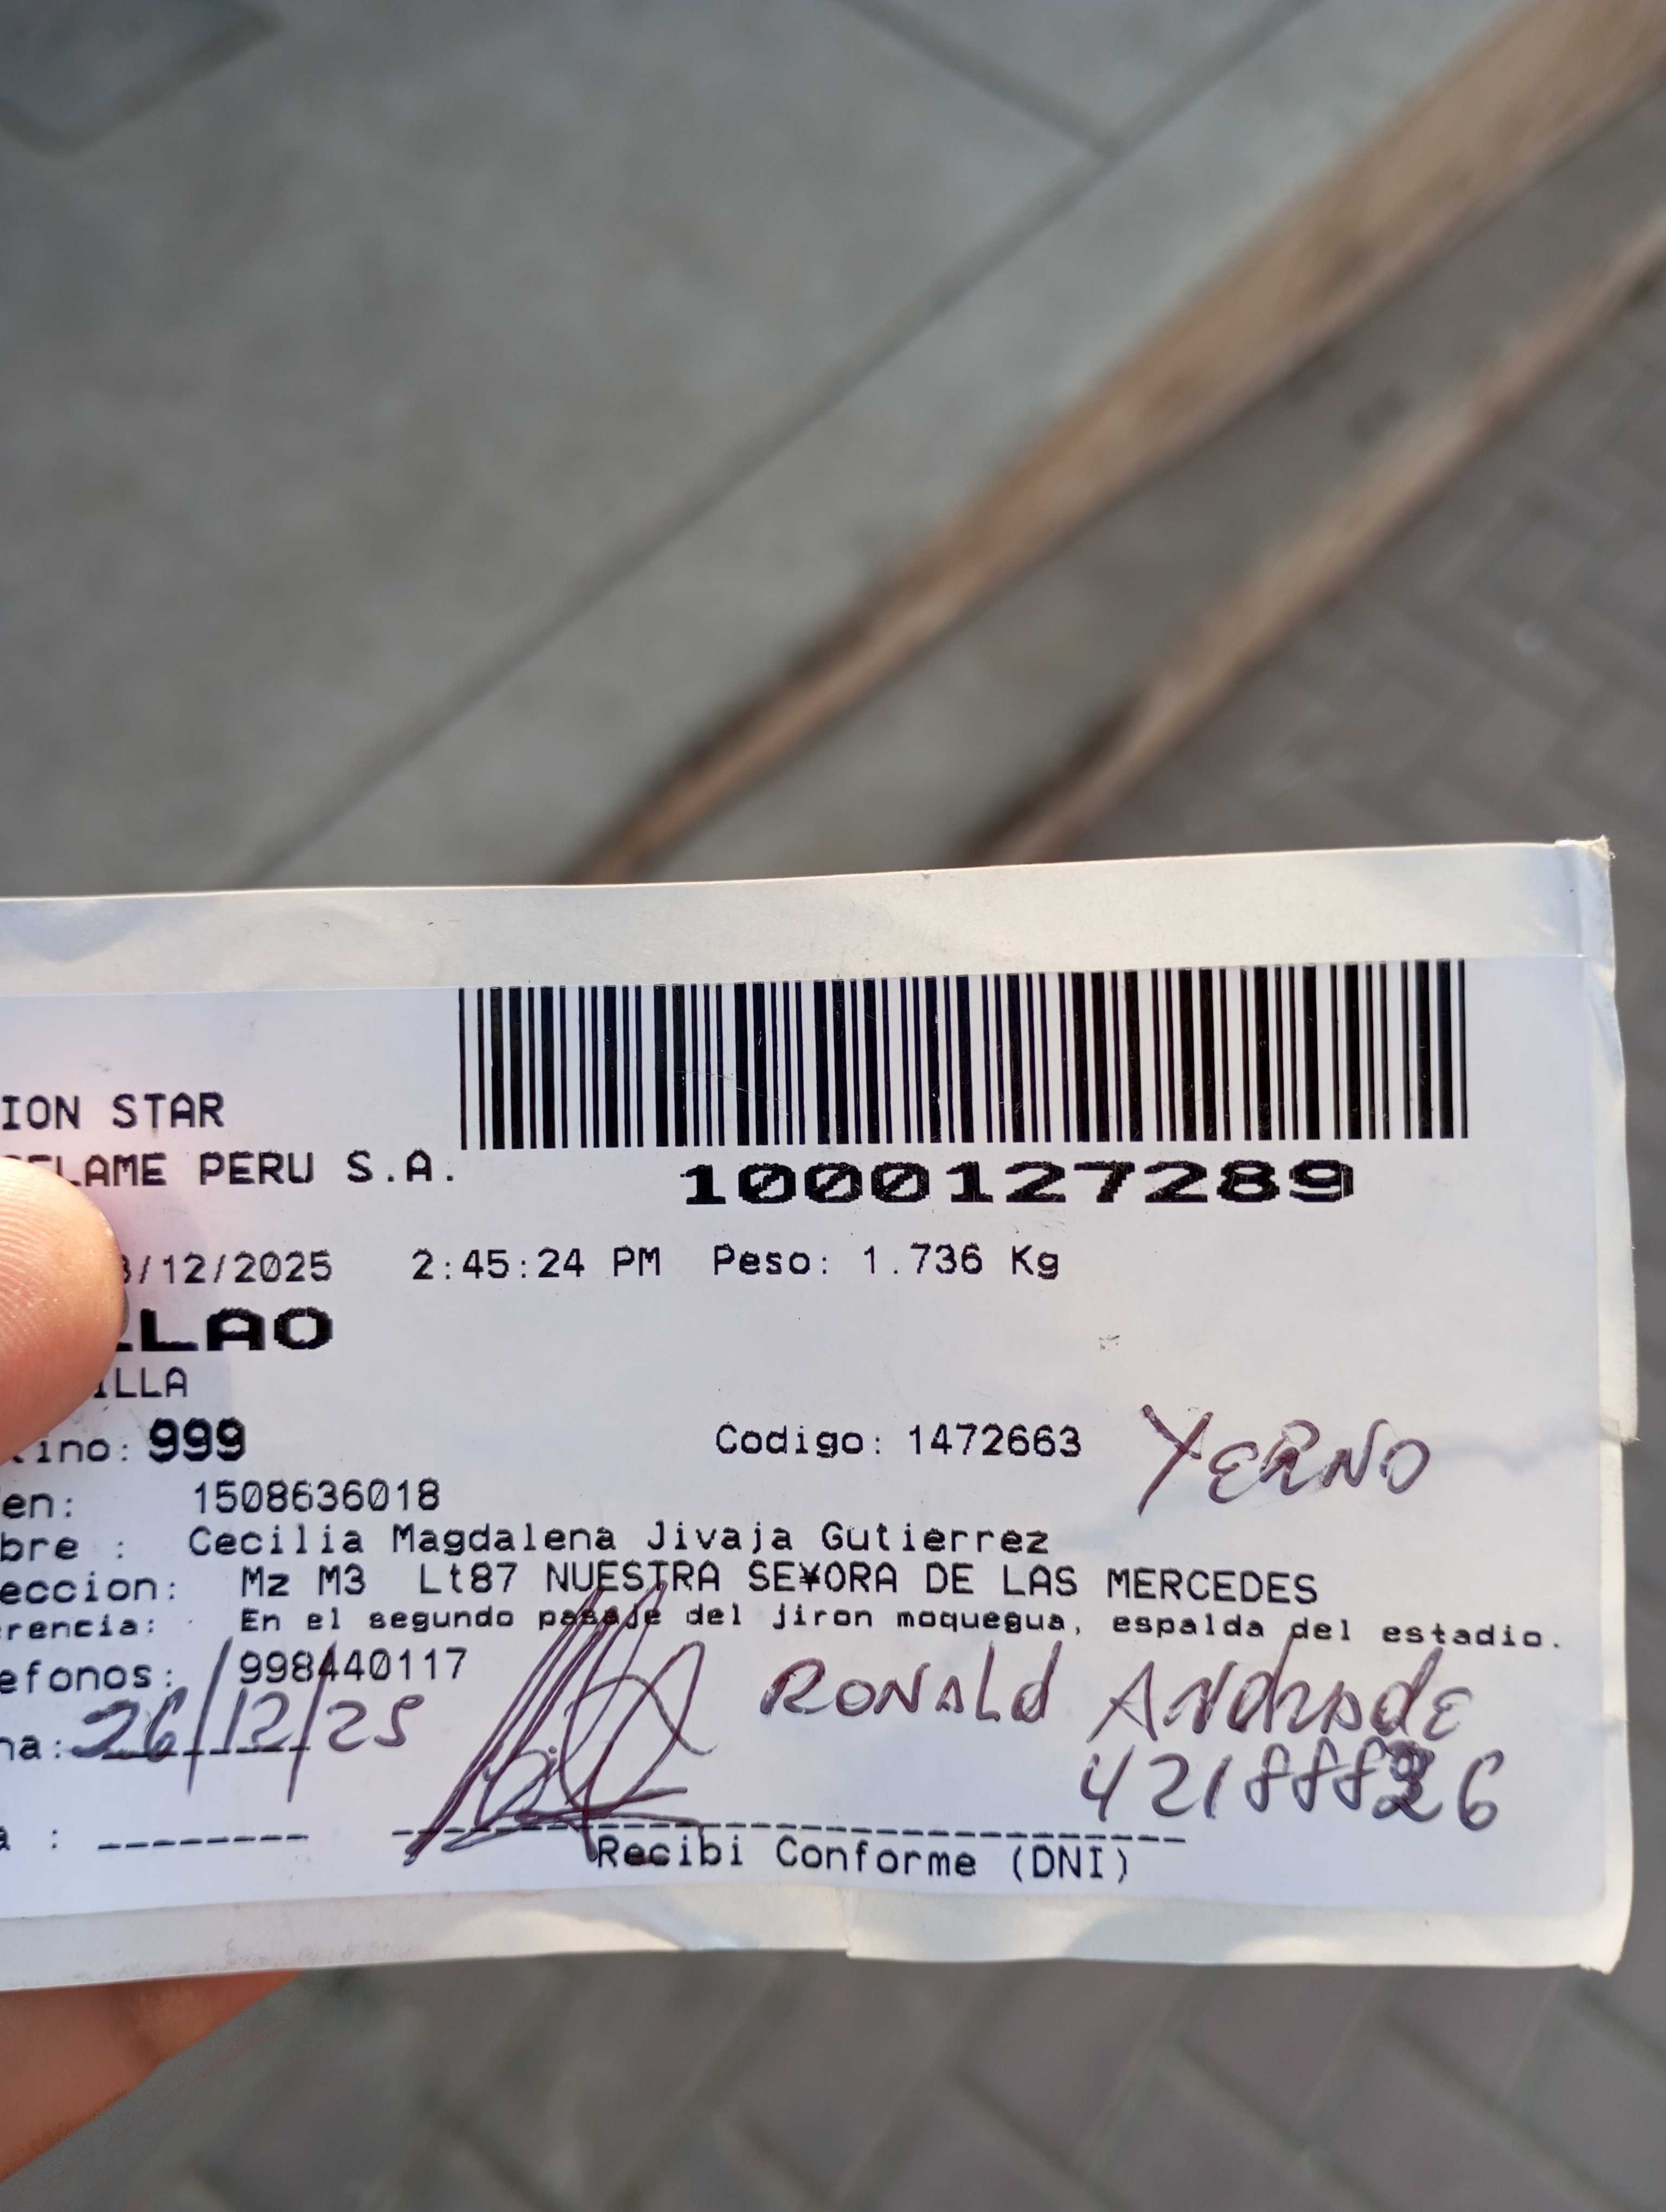 ION STAR
ELAME PERU S.A.
1000127289
/12/2025 2:45:24 PM Peso: 1.736 Kg
LAO
ILLA
tino: 999 Codigo: 1472663 YERNO
en: 1508636018
bre : Cecilia Magdalena Jivaja Gutierrez
eccion: Mz M3 Lt87 NUESTRA SE¥ORA DE LAS MERCEDES
rencia: En el segundo pasaje del jiron moquegua, espalda del estadio.
efonos: 998440117
RONALd ANdrAdE
ha: 26/12/25
a :
Recibi Conforme (DNI)